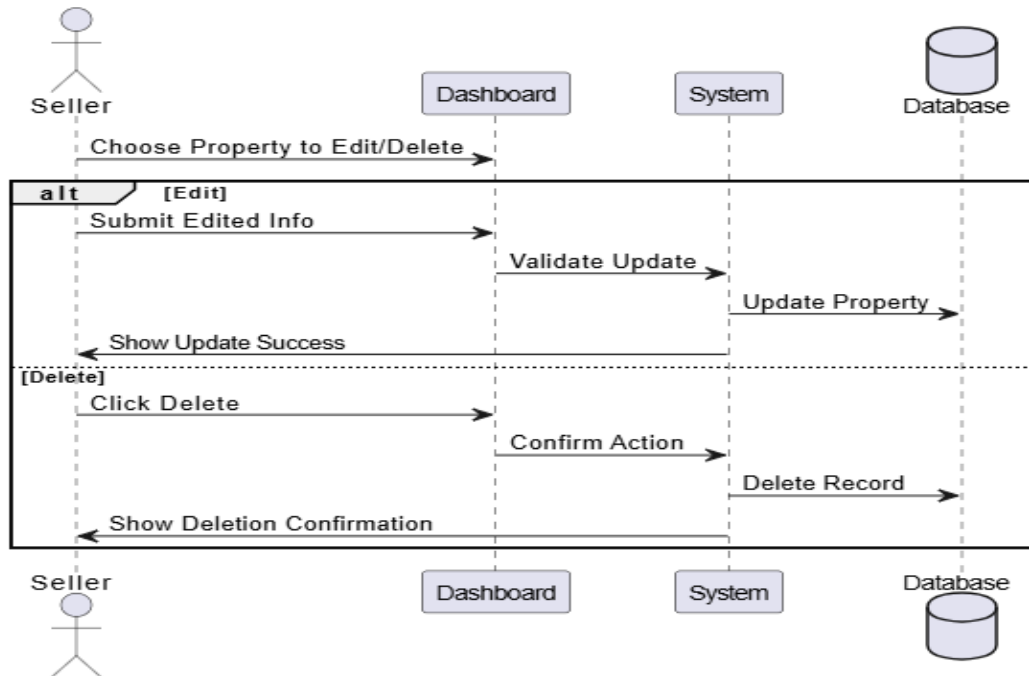 Seller
Dashboard
System
Database
Choose Property to Edit/Delete
alt [Edit]
Submit Edited Info
Validate Update
Update Property
Show Update Success
[Delete]
Click Delete
Confirm Action
Delete Record
Show Deletion Confirmation
Seller
Dashboard
System
Database